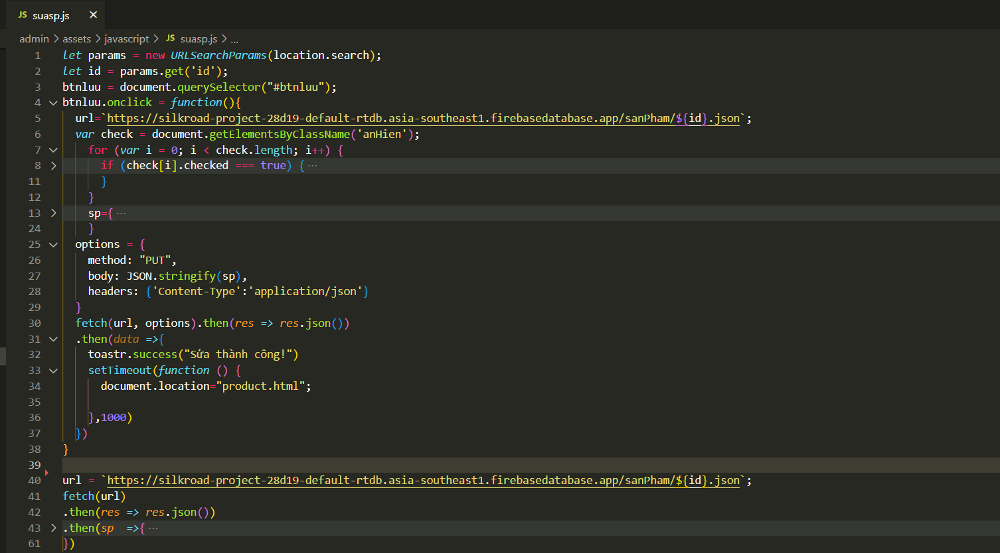 JS suasp.js ×
admin > assets > javascript > JS suasp.js > ...
1 let params = new URLSearchParams(location.search);
2 let id = params.get('id');
3 btnluu = document.querySelector("#btnluu");
4 btnluu.onclick = function(){
5 url=`https://silkroad-project-28d19-default-rtdb.asia-southeast1.firebasedatabase.app/sanPham/${id}.json`;
6 var check = document.getElementsByClassName('anHien');
7 for (var i = 0; i < check.length; i++) {
8 if (check[i].checked === true) { ···
11 }
12 }
13 sp={ ···
24 }
25 options = {
26 method: "PUT",
27 body: JSON.stringify(sp),
28 headers: {'Content-Type':'application/json'}
29 }
30 fetch(url, options).then(res => res.json())
31 .then(data =>{
32 toastr.success("Sửa thành công!")
33 setTimeout(function () {
34 document.location="product.html";
35
36 },1000)
37 })
38 }
39
40 url = `https://silkroad-project-28d19-default-rtdb.asia-southeast1.firebasedatabase.app/sanPham/${id}.json`;
41 fetch(url)
42 .then(res => res.json())
43 .then(sp  =>{ ···
61 })